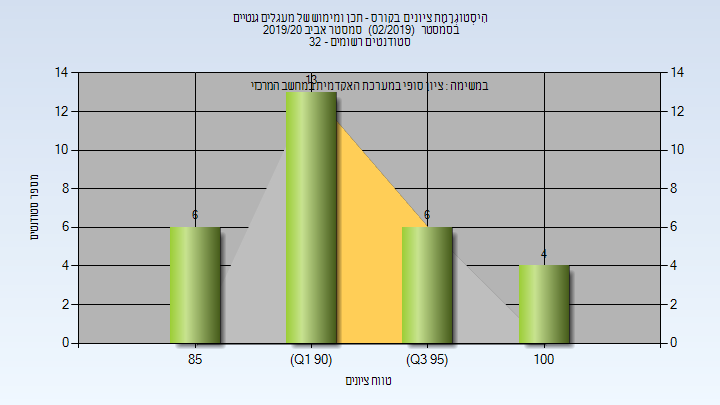 היסטוגרמת ציונים בקורס - תכן ומימוש של מעגלים גנטיים
בסמסטר (02/2019) סמסטר אביב 2019/20
סטודנטים רשומים - 32
במשימה : ציון סופי במערכת האקדמית במחשב המרכזי
14 14
13
12 12
10 10
8 8
6 6
6 6
4
4 4
2 2
0 0
מספר סטודנטים
85 (Q1 90) (Q3 95) 100
טווח ציונים